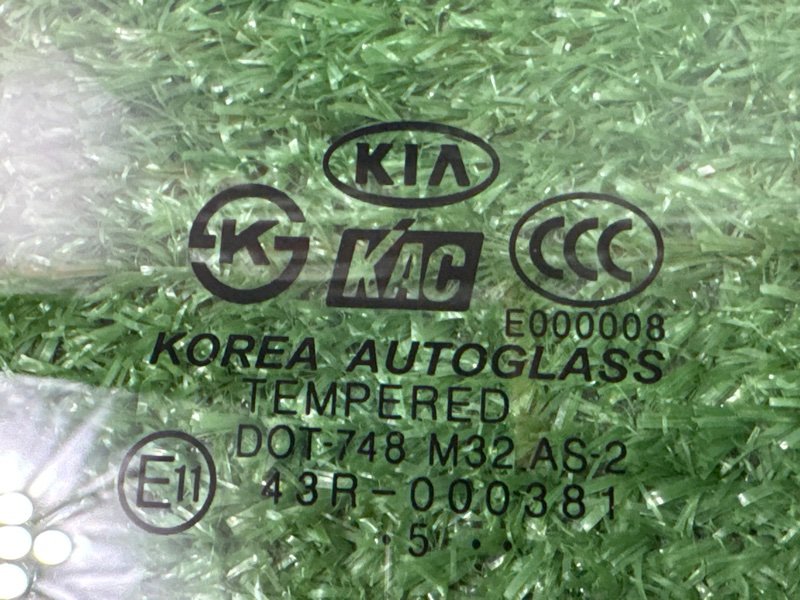 KIA
K
KAC
CCC
E000008
KOREA AUTOGLASS
TEMPERED
DOT-748 M32 AS-2
E11
43R-000381
. 5 . . .